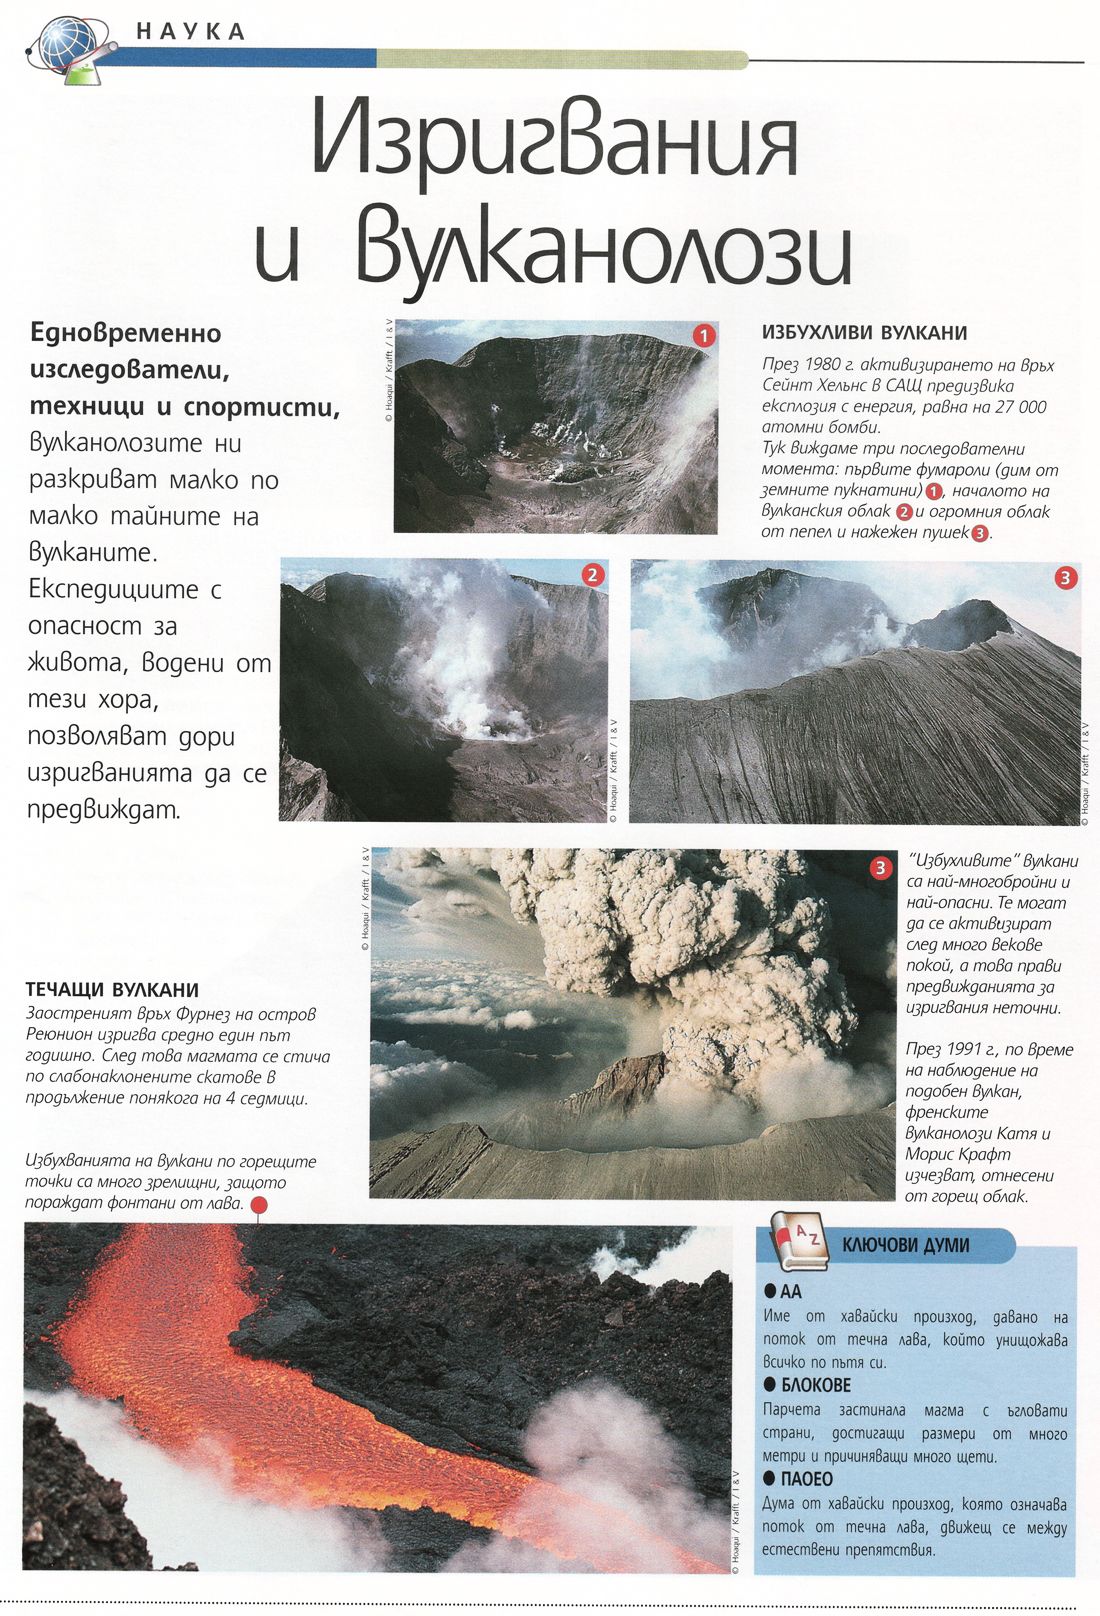 НАУКА
Изригвания
и вулканолози
Едновременно
изследователи,
техници и спортисти,
вулканолозите ни
разкриват малко по
малко тайните на
вулканите.
Експедициите с
опасност за
живота, водени от
тези хора,
позволяват дори
изригванията да се
предвиждат.
© Hoaqui / Krafft / I & V
1
ИЗБУХЛИВИ ВУЛКАНИ
През 1980 г. активизирането на връх
Сейнт Хелънс в САЩ предизвика
експлозия с енергия, равна на 27 000
атомни бомби.
Тук виждаме три последователни
момента: първите фумароли (дим от
земните пукнатини) 1, началото на
вулканския облак 2 и огромния облак
от пепел и нажежен пушек 3.
2
© Hoaqui / Krafft / I & V
3
© Hoaqui / Krafft / I & V
© Hoaqui / Krafft / I & V
3
"Избухливите" вулкани
са най-многобройни и
най-опасни. Те могат
да се активизират
след много векове
покой, а това прави
предвижданията за
изригвания неточни.
През 1991 г., по време
на наблюдение на
подобен вулкан,
френските
вулканолози Катя и
Морис Крафт
изчезват, отнесени
от горещ облак.
ТЕЧАЩИ ВУЛКАНИ
Заостреният връх Фурнез на остров
Реюнион изригва средно един път
годишно. След това магмата се стича
по слабонаклонените скатове в
продължение понякога на 4 седмици.
Избухванията на вулкани по горещите
точки са много зрелищни, защото
пораждат фонтани от лава.
© Hoaqui / Krafft / I & V
A Z
КЛЮЧОВИ ДУМИ
● АА
Име от хавайски произход, давано на
поток от течна лава, който унищожава
всичко по пътя си.
● БЛОКОВЕ
Парчета застинала магма с ъгловати
страни, достигащи размери от много
метри и причиняващи много щети.
● ПАОЕО
Дума от хавайски произход, която означава
поток от течна лава, движещ се между
естествени препятствия.